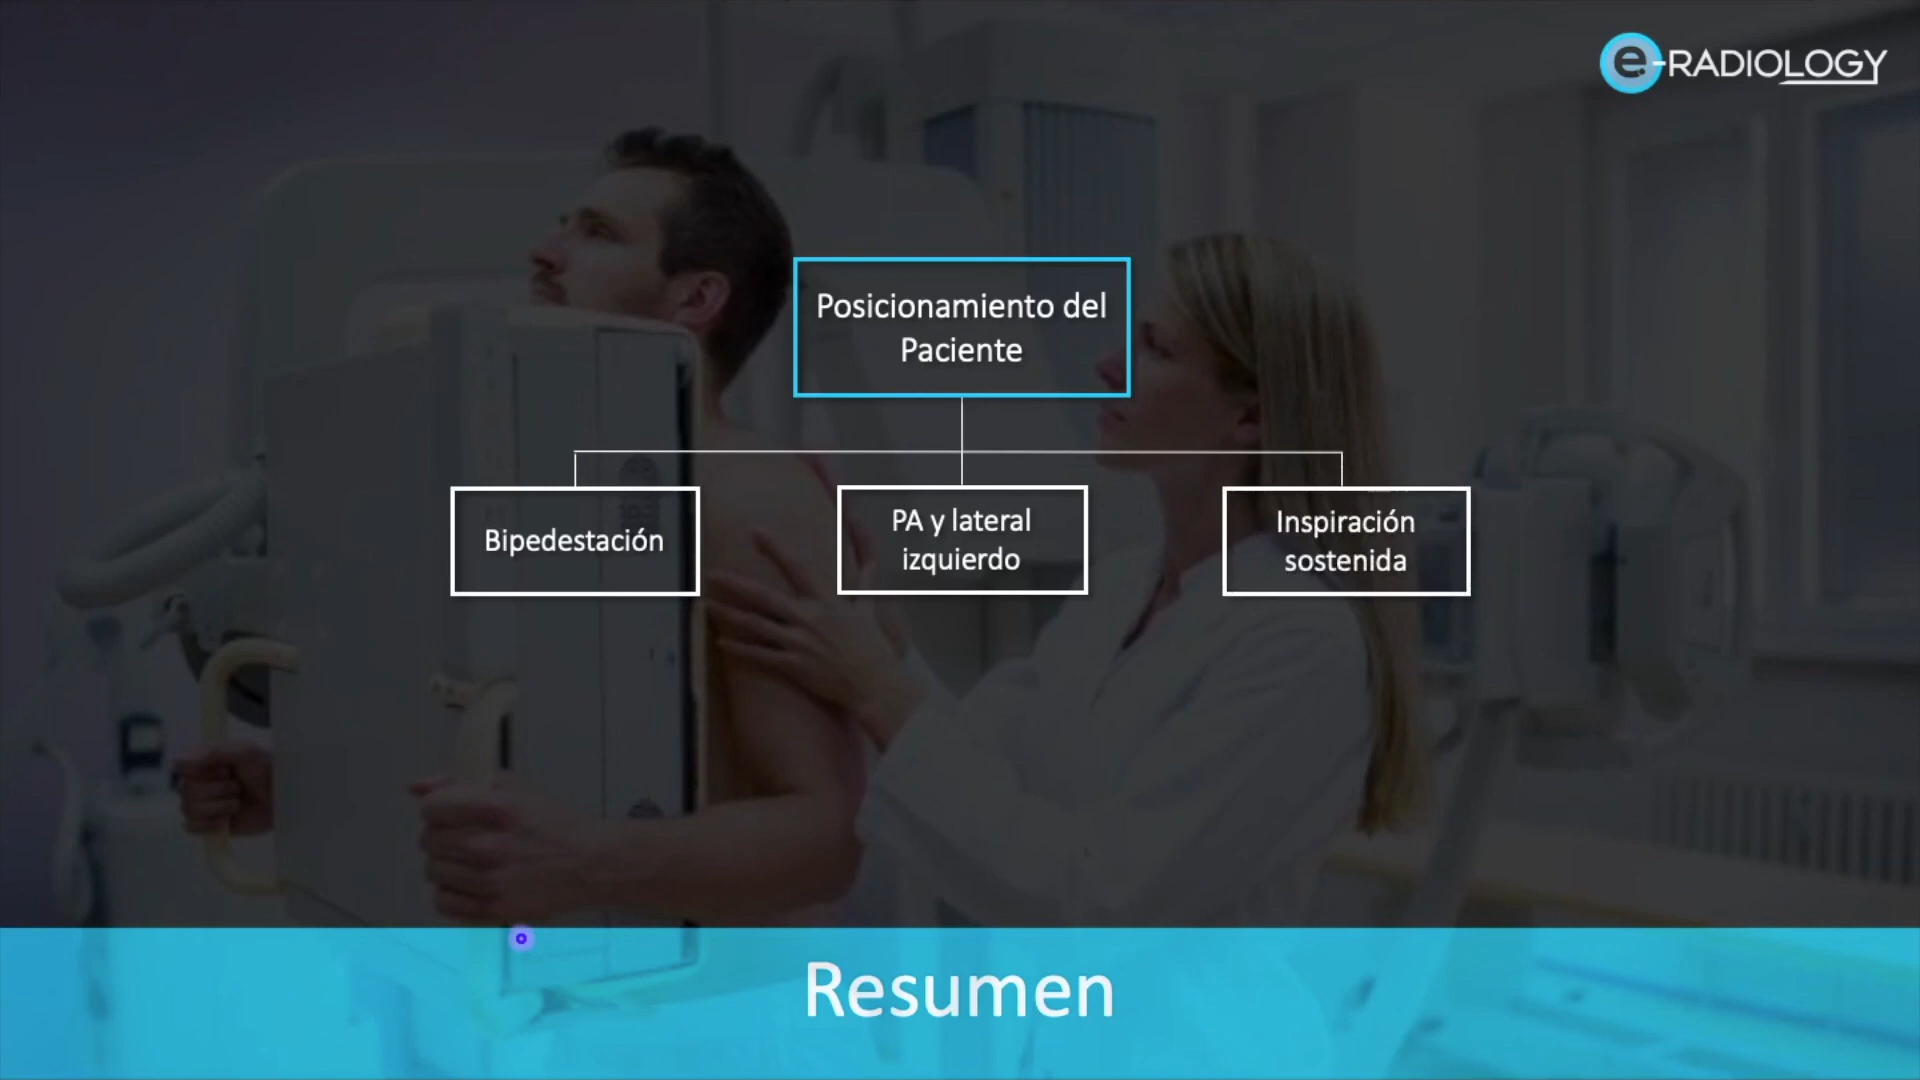 e-RADIOLOGY
Posicionamiento del
Paciente
Bipedestación
PA y lateral
izquierdo
Inspiración
sostenida
Resumen